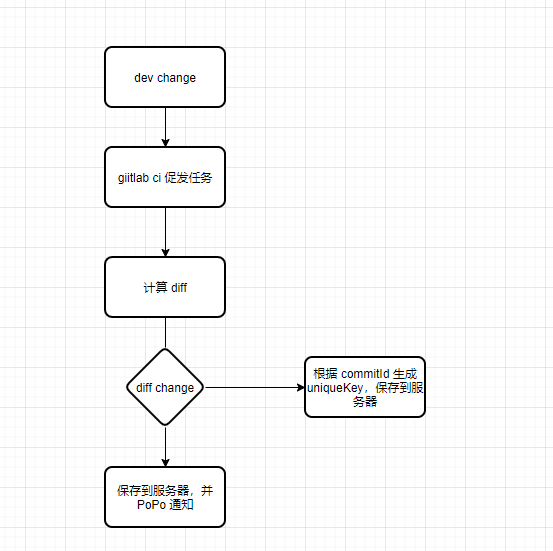 dev change
giitlab ci 促发任务
计算 diff
diff change
根据 commitId 生成
uniqueKey，保存到服
务器
保存到服务器，并
PoPo 通知